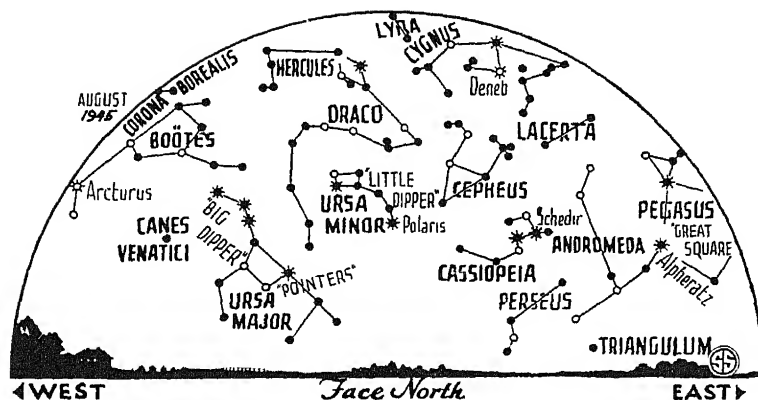 LYRA
CYGNUS
HERCULES
Deneb
AUGUST
1945
CORONA BOREALIS
BOÖTES
DRACO
LACERTA
Arcturus
"LITTLE
DIPPER"
URSA
MINOR
Polaris
CEPHEUS
Schedir
PEGASUS
"GREAT
SQUARE
CANES
VENATICI
"BIG
DIPPER"
ANDROMEDA
Alpheratz
CASSIOPEIA
"POINTERS"
URSA
MAJOR
PERSEUS
TRIANGULUM
SS
WEST
Face North
EAST